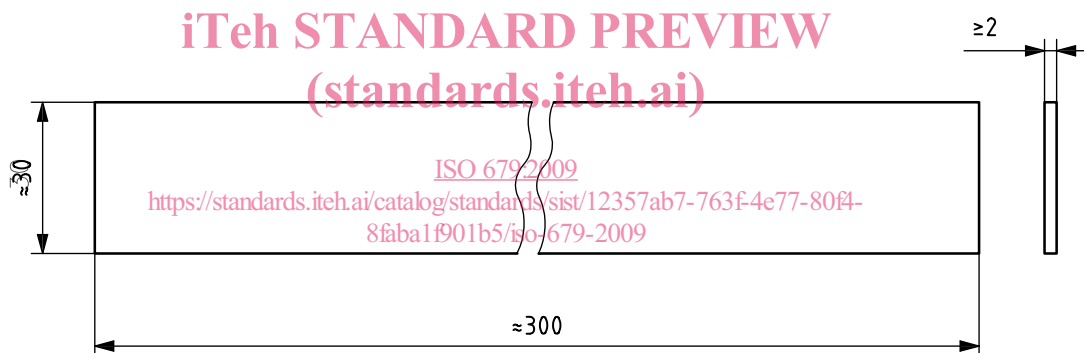 iTeh STANDARD PREVIEW
≥2
(standards.iteh.ai)
≈30
ISO 679:2009
https://standards.iteh.ai/catalog/standards/sist/12357ab7-763f-4e77-80f4-
8faba1f901b5/iso-679-2009
≈300